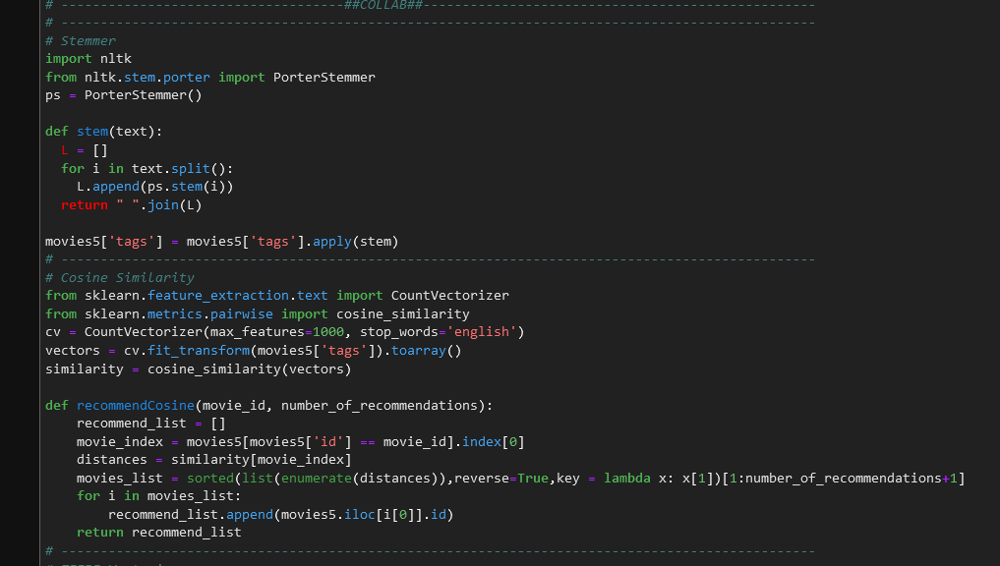 # ------------------------------------##COLLAB##--------------------------------------------------
# ------------------------------------------------------------------------------------------------
# Stemmer
import nltk
from nltk.stem.porter import PorterStemmer
ps = PorterStemmer()

def stem(text):
  L = []
  for i in text.split():
    L.append(ps.stem(i))
  return " ".join(L)

movies5['tags'] = movies5['tags'].apply(stem)
# ------------------------------------------------------------------------------------------------
# Cosine Similarity
from sklearn.feature_extraction.text import CountVectorizer
from sklearn.metrics.pairwise import cosine_similarity
cv = CountVectorizer(max_features=1000, stop_words='english')
vectors = cv.fit_transform(movies5['tags']).toarray()
similarity = cosine_similarity(vectors)

def recommendCosine(movie_id, number_of_recommendations):
    recommend_list = []
    movie_index = movies5[movies5['id'] == movie_id].index[0]
    distances = similarity[movie_index]
    movies_list = sorted(list(enumerate(distances)),reverse=True,key = lambda x: x[1])[1:number_of_recommendations+1]
    for i in movies_list:
        recommend_list.append(movies5.iloc[i[0]].id)
    return recommend_list
# ------------------------------------------------------------------------------------------------